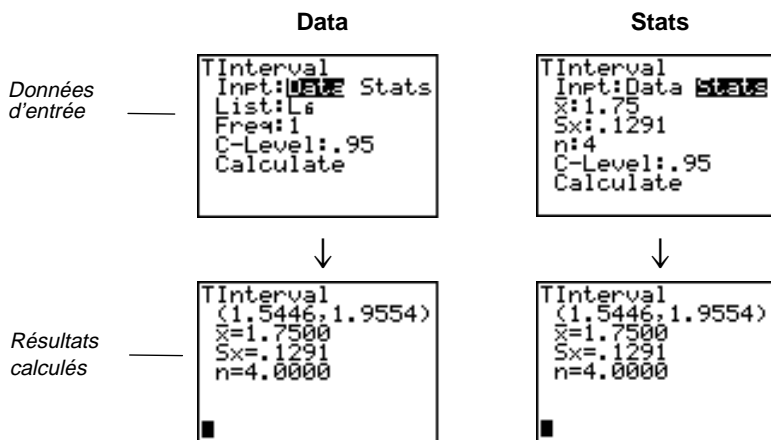 Data
Stats
Données
d'entrée
TInterval
Inpt:Data Stats
List:L₆
Freq:1
C-Level:.95
Calculate
TInterval
Inpt:Data Stats
x̄:1.75
Sx:.1291
n:4
C-Level:.95
Calculate
↓
↓
Résultats
calculés
TInterval
(1.5446,1.9554)
x̄=1.7500
Sx=.1291
n=4.0000
TInterval
(1.5446,1.9554)
x̄=1.7500
Sx=.1291
n=4.0000